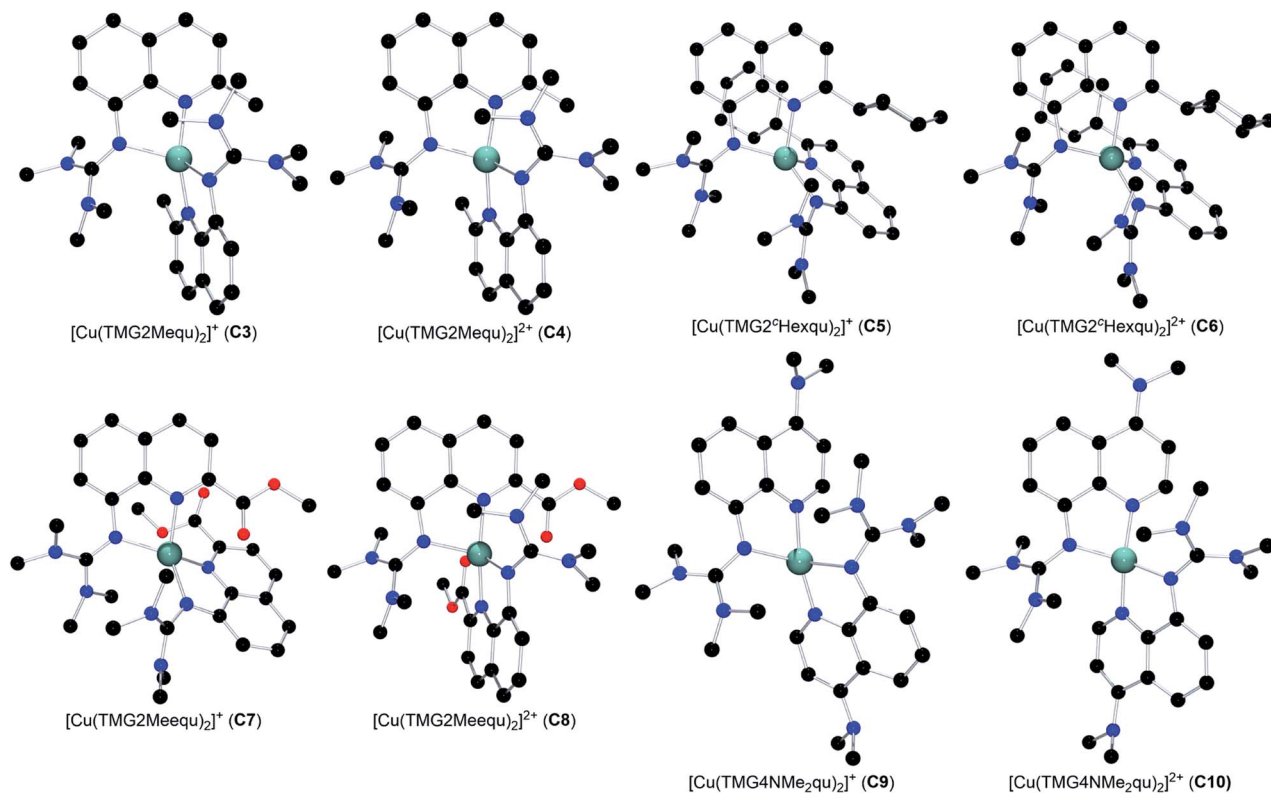 [Cu(TMG2Mequ)₂]⁺ (C3)
[Cu(TMG2Mequ)₂]²⁺ (C4)
[Cu(TMG2ᶜHexqu)₂]⁺ (C5)
[Cu(TMG2ᶜHexqu)₂]²⁺ (C6)
[Cu(TMG2Meequ)₂]⁺ (C7)
[Cu(TMG2Meequ)₂]²⁺ (C8)
[Cu(TMG4NMe₂qu)₂]⁺ (C9)
[Cu(TMG4NMe₂qu)₂]²⁺ (C10)